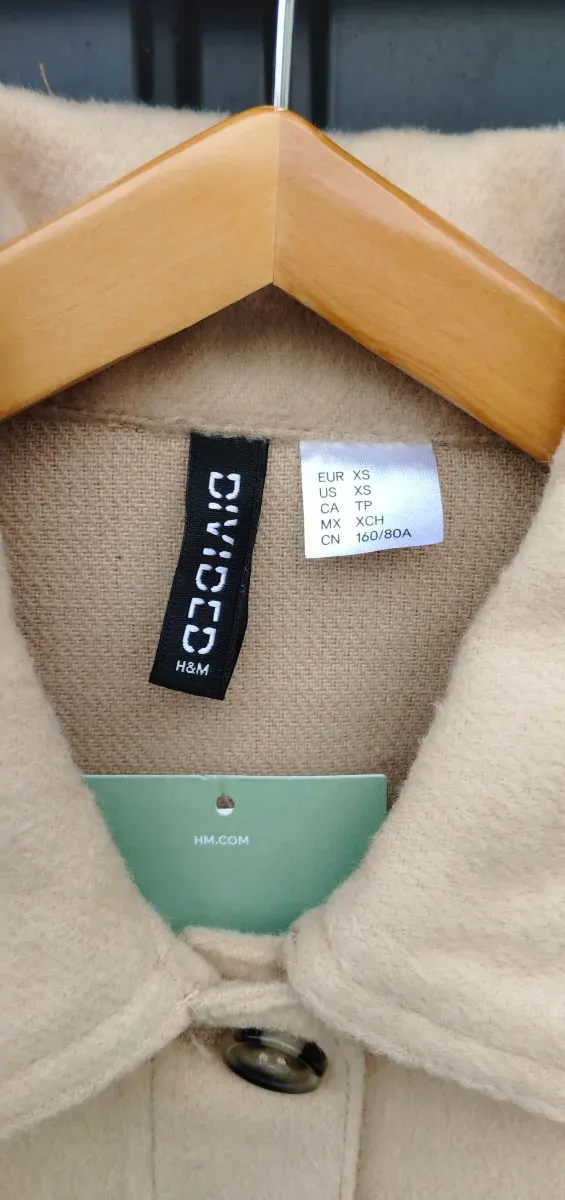 DIVIDED
H&M
EUR XS
US XS
CA TP
MX XCH
CN 160/80A
HM.COM